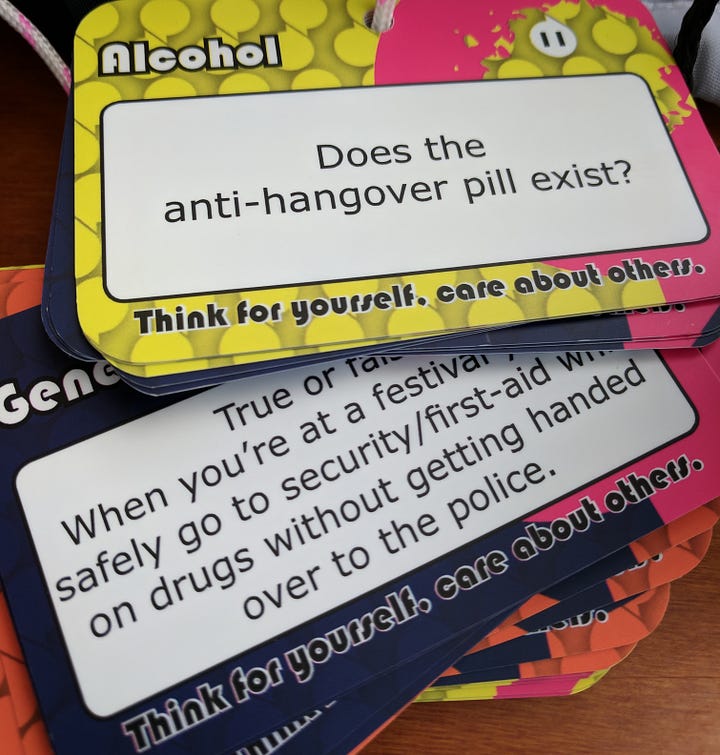 Alcohol
11
Does the
anti-hangover pill exist?
Think for yourself, care about others.
True or
When you're at a festival
safely go to security/first-aid
on drugs without getting handed
over to the police.
Think for yourself, care about others.